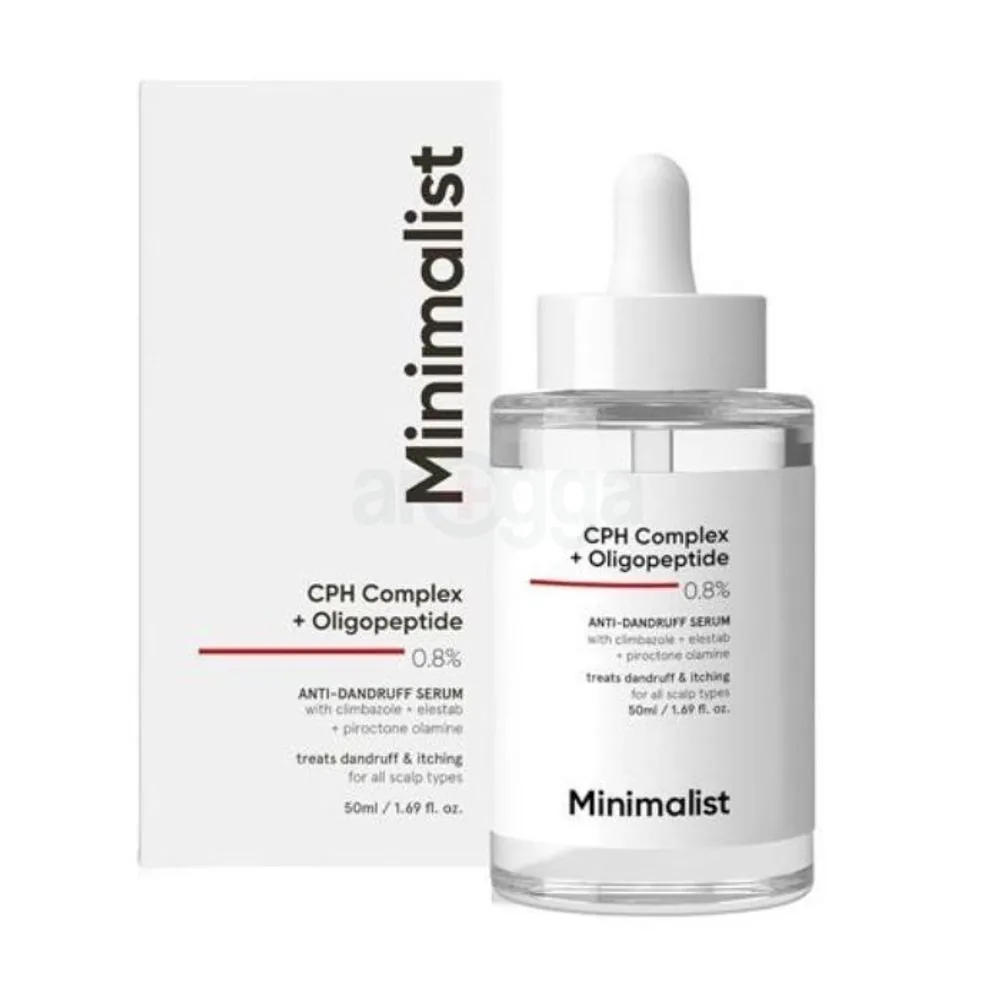 Minimalist
CPH Complex
+ Oligopeptide
0.8%
ANTI-DANDRUFF SERUM
with climbazole + elestab
+ piroctone olamine
treats dandruff & itching
for all scalp types
50ml / 1.69 fl. oz.
arogga
CPH Complex
+ Oligopeptide
0.8%
ANTI-DANDRUFF SERUM
with climbazole + elestab
+ piroctone olamine
treats dandruff & itching
for all scalp types
50ml / 1.69 fl. oz.
Minimalist